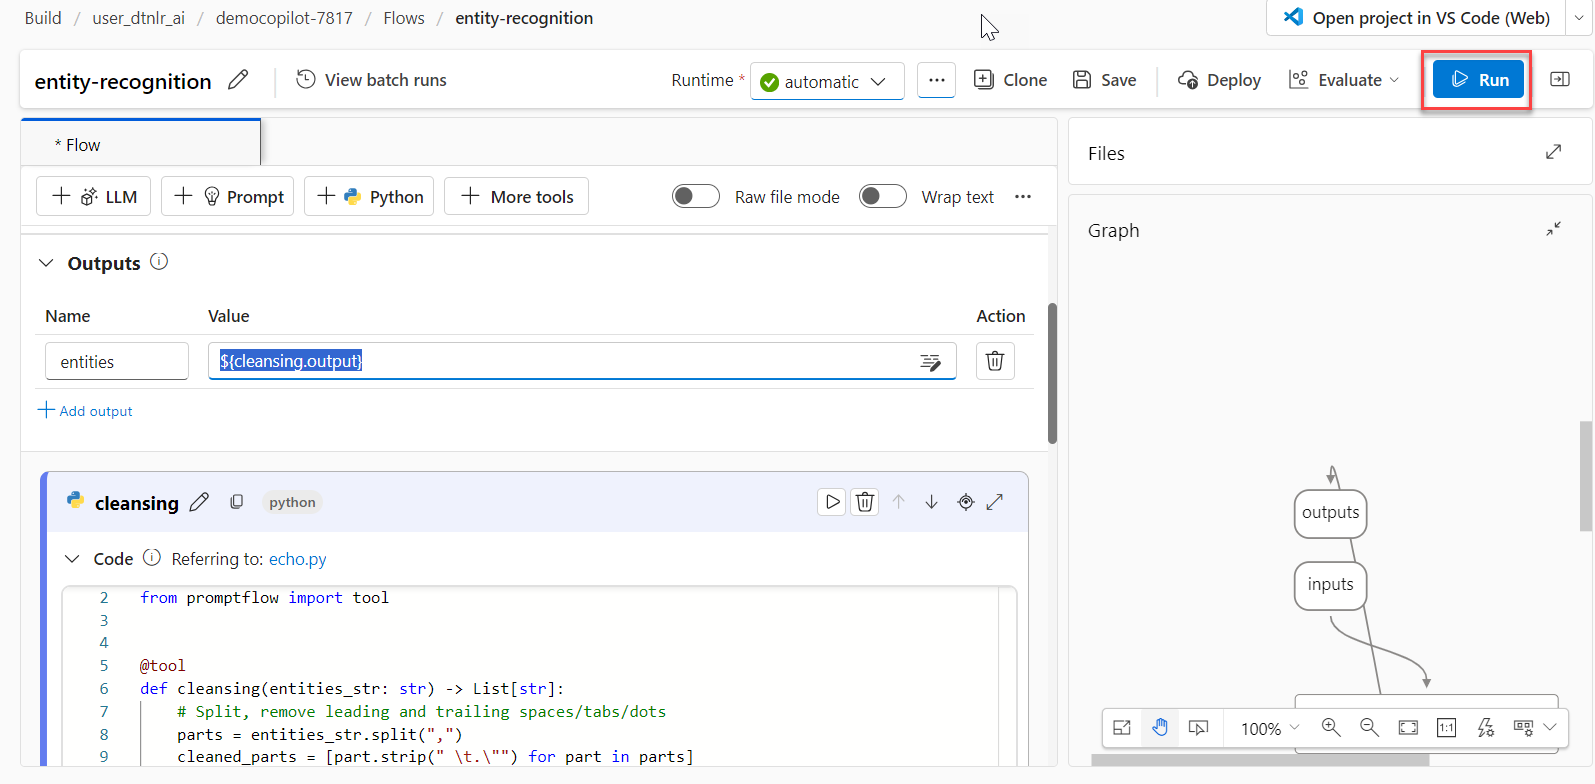 Build / user_dtnlr_ai / democopilot-7817 / Flows / entity-recognition
Open project in VS Code (Web)
entity-recognition
View batch runs
Runtime * automatic
...
Clone
Save
Deploy
Evaluate
Run
* Flow
+ LLM
+ Prompt
+ Python
+ More tools
Raw file mode
Wrap text
...
Outputs
Name Value Action
entities ${cleansing.output}
+ Add output
cleansing python
Code Referring to: echo.py
2 from promptflow import tool
3
4
5 @tool
6 def cleansing(entities_str: str) -> List[str]:
7 # Split, remove leading and trailing spaces/tabs/dots
8 parts = entities_str.split(",")
9 cleaned_parts = [part.strip(" \t.\"") for part in parts]
Files
Graph
outputs
inputs
100%
1:1